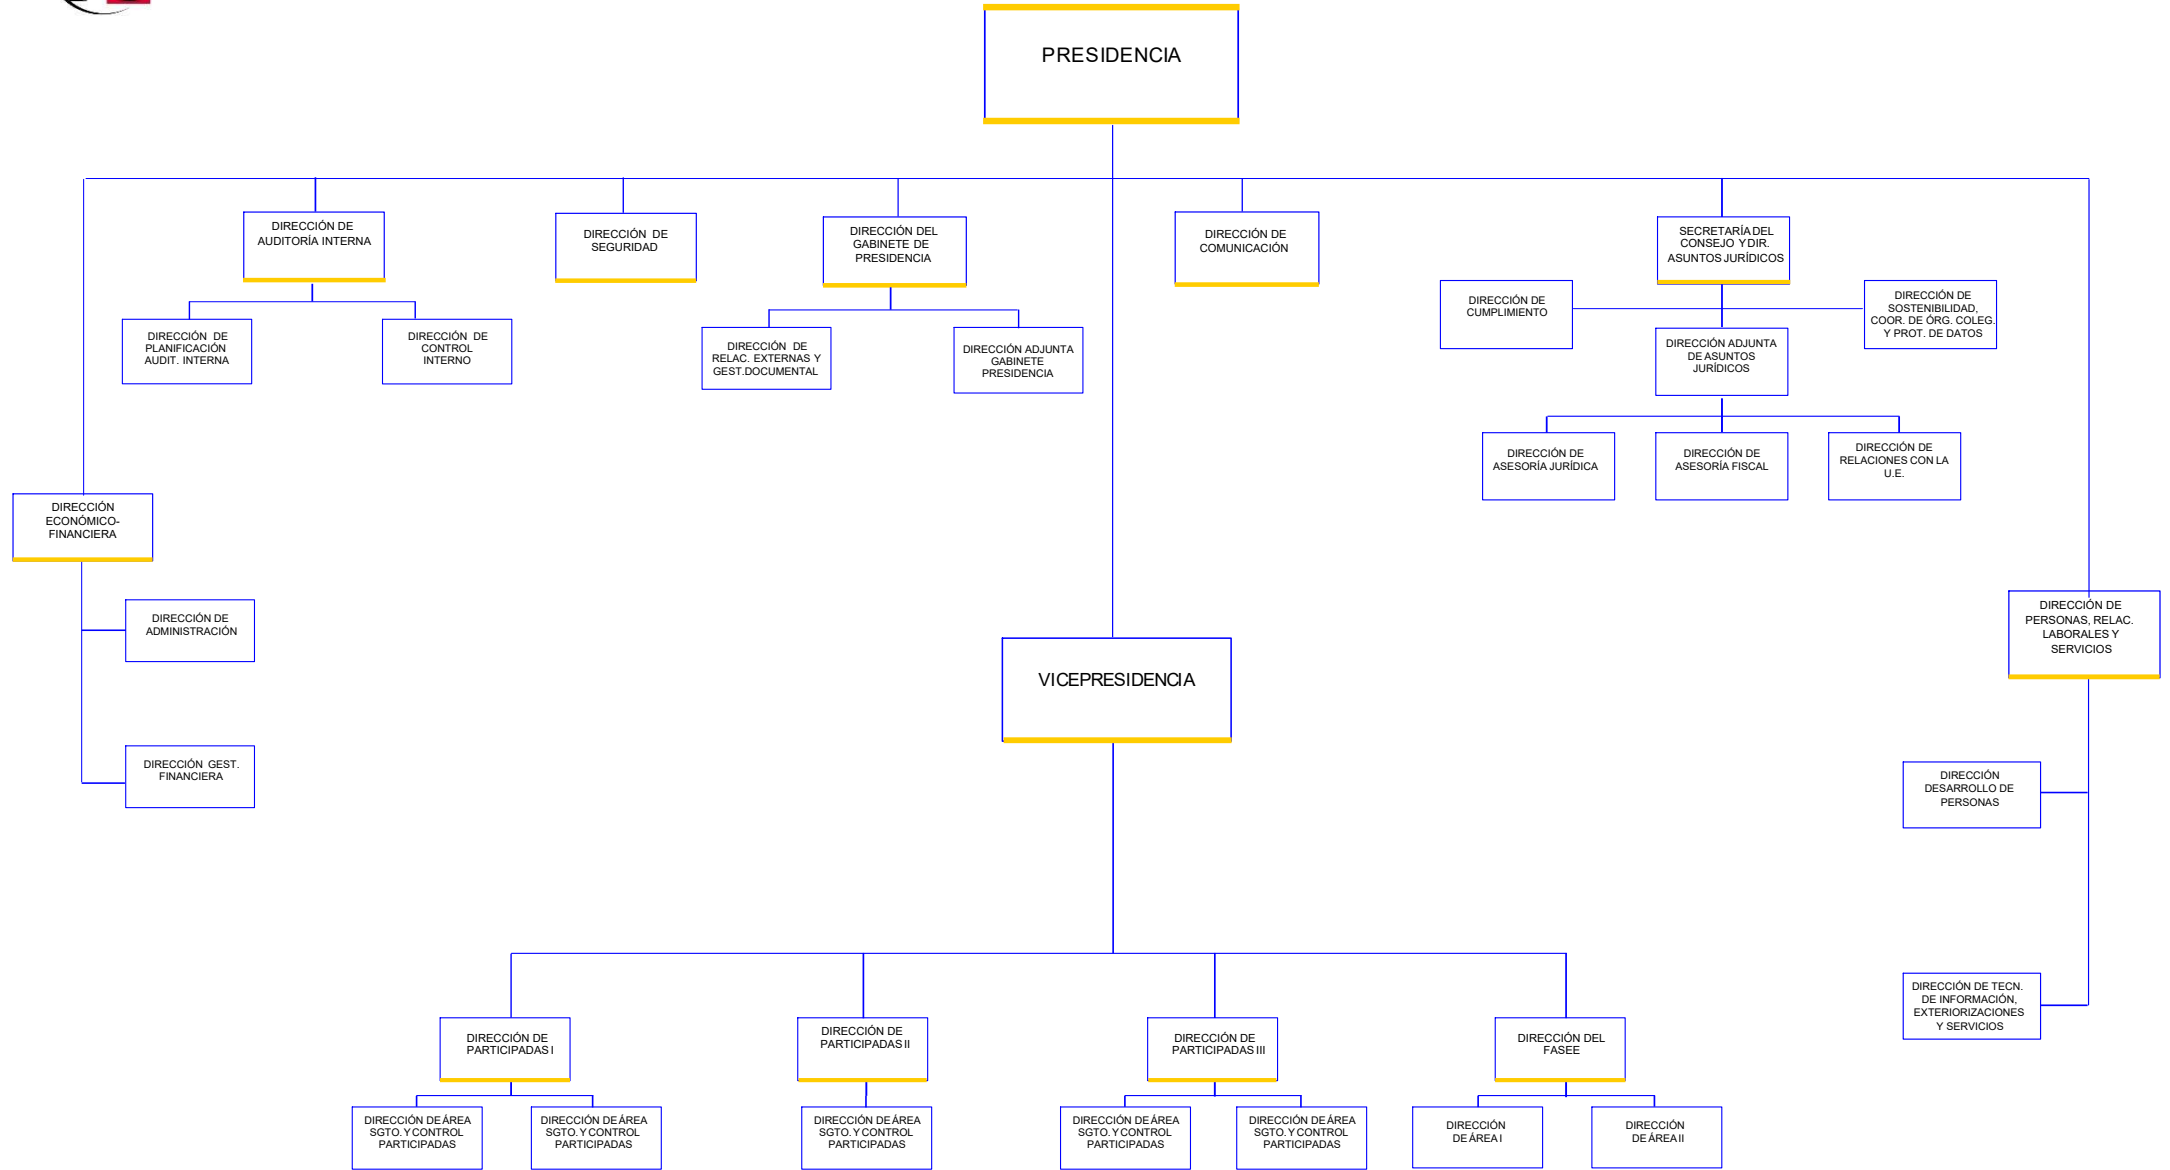 PRESIDENCIA
DIRECCIÓN DE
AUDITORÍA INTERNA
DIRECCIÓN DE
SEGURIDAD
DIRECCIÓN DEL
GABINETE DE
PRESIDENCIA
DIRECCIÓN DE
COMUNICACIÓN
SECRETARÍA DEL
CONSEJO Y DIR.
ASUNTOS JURÍDICOS
DIRECCIÓN DE
PLANIFICACIÓN
AUDIT. INTERNA
DIRECCIÓN DE
CONTROL
INTERNO
DIRECCIÓN DE
RELAC. EXTERNAS Y
GEST.DOCUMENTAL
DIRECCIÓN ADJUNTA
GABINETE
PRESIDENCIA
DIRECCIÓN DE
CUMPLIMIENTO
DIRECCIÓN DE
SOSTENIBILIDAD,
COOR. DE ÓRG. COLEG.
Y PROT. DE DATOS
DIRECCIÓN ADJUNTA
DE ASUNTOS
JURÍDICOS
DIRECCIÓN DE
ASESORÍA JURÍDICA
DIRECCIÓN DE
ASESORÍA FISCAL
DIRECCIÓN DE
RELACIONES CON LA
U.E.
DIRECCIÓN
ECONÓMICO-
FINANCIERA
DIRECCIÓN DE
ADMINISTRACIÓN
DIRECCIÓN GEST.
FINANCIERA
VICEPRESIDENCIA
DIRECCIÓN DE
PERSONAS, RELAC.
LABORALES Y
SERVICIOS
DIRECCIÓN
DESARROLLO DE
PERSONAS
DIRECCIÓN DE TECN.
DE INFORMACIÓN,
EXTERIORIZACIONES
Y SERVICIOS
DIRECCIÓN DE
PARTICIPADAS I
DIRECCIÓN DE
PARTICIPADAS II
DIRECCIÓN DE
PARTICIPADAS III
DIRECCIÓN DEL
FASEE
DIRECCIÓN DE ÁREA
SGTO. Y CONTROL
PARTICIPADAS
DIRECCIÓN DE ÁREA
SGTO. Y CONTROL
PARTICIPADAS
DIRECCIÓN DE ÁREA
SGTO. Y CONTROL
PARTICIPADAS
DIRECCIÓN DE ÁREA
SGTO. Y CONTROL
PARTICIPADAS
DIRECCIÓN DE ÁREA
SGTO. Y CONTROL
PARTICIPADAS
DIRECCIÓN
DE ÁREA I
DIRECCIÓN
DE ÁREA II